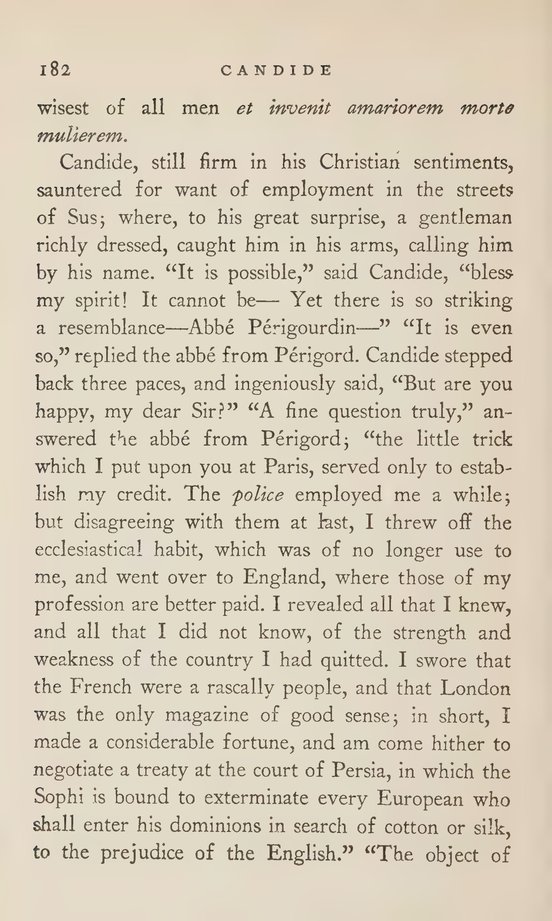 182 CANDIDE
wisest of all men et invenit amariorem morte
mulierem.
Candide, still firm in his Christian sentiments,
sauntered for want of employment in the streets
of Sus; where, to his great surprise, a gentleman
richly dressed, caught him in his arms, calling him
by his name. “It is possible,” said Candide, “bless
my spirit! It cannot be— Yet there is so striking
a resemblance—Abbé Périgourdin—” “It is even
so,” replied the abbé from Périgord. Candide stepped
back three paces, and ingeniously said, “But are you
happy, my dear Sir?” “A fine question truly,” an-
swered the abbé from Périgord; “the little trick
which I put upon you at Paris, served only to estab-
lish my credit. The police employed me a while;
but disagreeing with them at last, I threw off the
ecclesiastical habit, which was of no longer use to
me, and went over to England, where those of my
profession are better paid. I revealed all that I knew,
and all that I did not know, of the strength and
weakness of the country I had quitted. I swore that
the French were a rascally people, and that London
was the only magazine of good sense; in short, I
made a considerable fortune, and am come hither to
negotiate a treaty at the court of Persia, in which the
Sophi is bound to exterminate every European who
shall enter his dominions in search of cotton or silk,
to the prejudice of the English.” “The object of